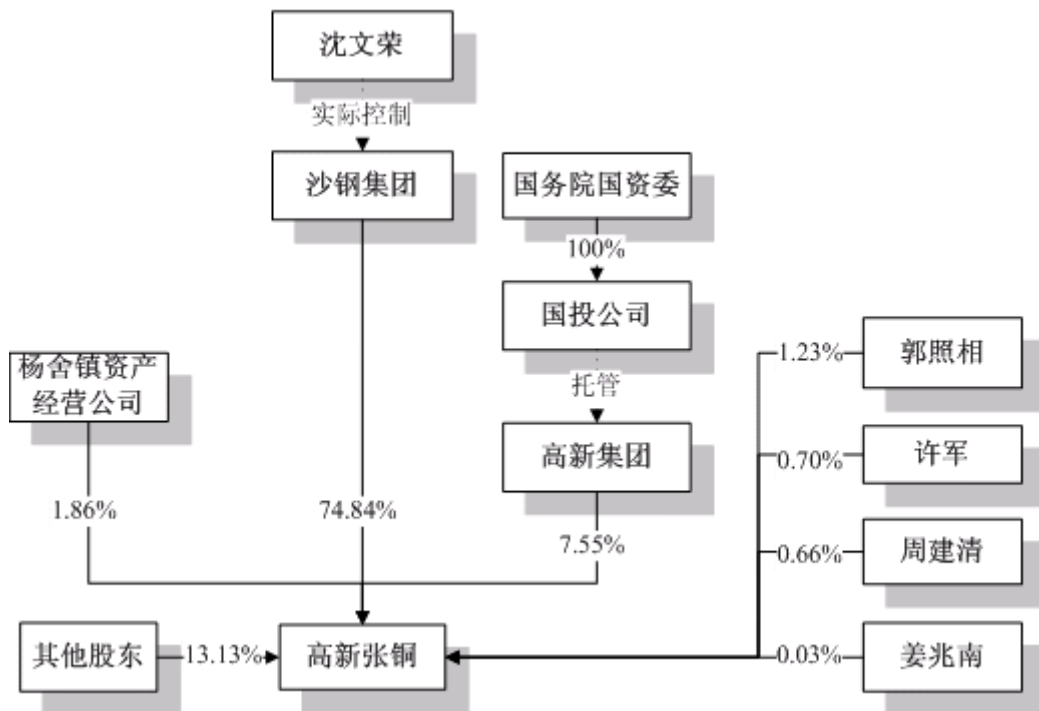 沈文荣
实际控制
沙钢集团
国务院国资委
100%
国投公司
托管
高新集团
杨舍镇资产
经营公司
1.86%
74.84%
7.55%
1.23%
郭照相
0.70%
许军
0.66%
周建清
其他股东
13.13%
高新张铜
0.03%
姜兆南